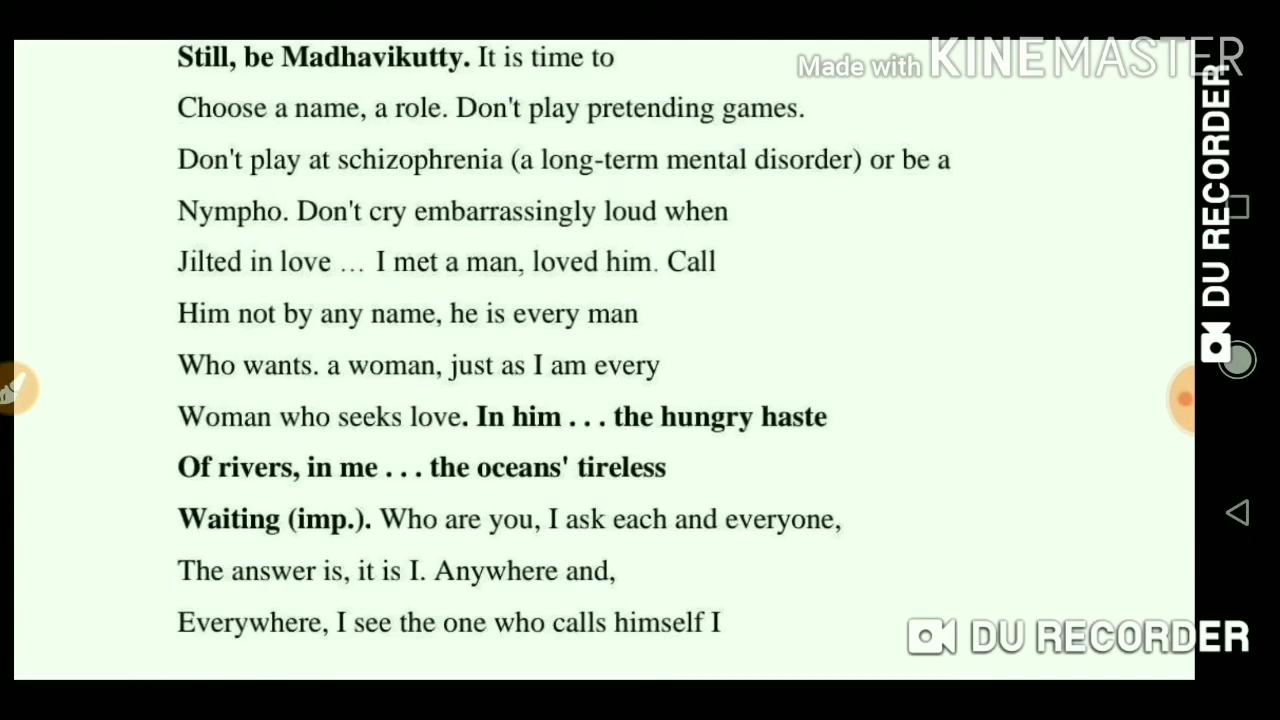 Still, be Madhavikutty. It is time to
Made with KINEMASTER
Choose a name, a role. Don't play pretending games.
Don't play at schizophrenia (a long-term mental disorder) or be a
Nympho. Don't cry embarrassingly loud when
Jilted in love ... I met a man, loved him. Call
Him not by any name, he is every man
Who wants. a woman, just as I am every
Woman who seeks love. In him . . . the hungry haste
Of rivers, in me . . . the oceans' tireless
Waiting (imp.). Who are you, I ask each and everyone,
The answer is, it is I. Anywhere and,
Everywhere, I see the one who calls himself I
DU RECORDER
DU RECORDER